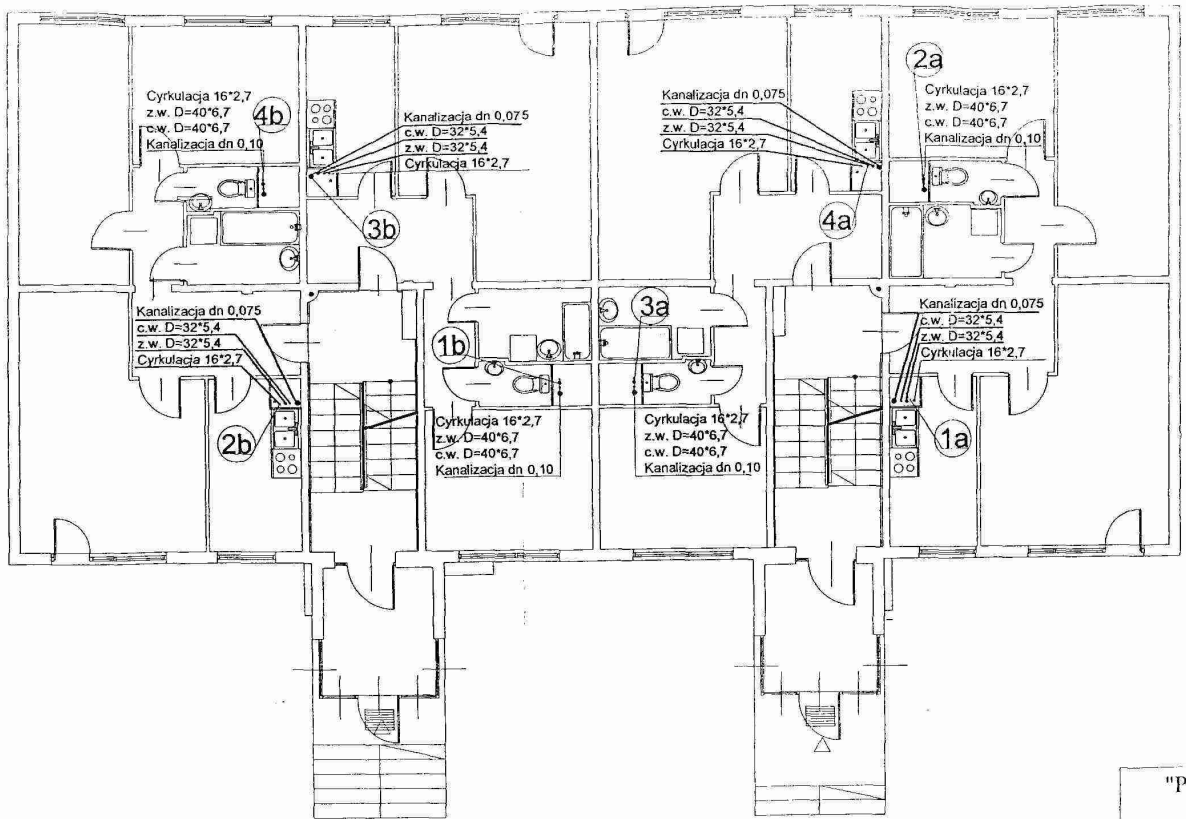 Cyrkulacja 16*2,7
z.w. D=40*6,7
c.w. D=40*6,7
Kanalizacja dn 0,10
4b
Kanalizacja dn 0,075
c.w. D=32*5,4
z.w. D=32*5,4
Cyrkulacja 16*2,7
3b
Kanalizacja dn 0,075
c.w. D=32*5,4
z.w. D=32*5,4
Cyrkulacja 16*2,7
4a
2a
Cyrkulacja 16*2,7
z.w. D=40*6,7
c.w. D=40*6,7
Kanalizacja dn 0,10
Kanalizacja dn 0,075
c.w. D=32*5,4
z.w. D=32*5,4
Cyrkulacja 16*2,7
2b
1b
Cyrkulacja 16*2,7
z.w. D=40*6,7
c.w. D=40*6,7
Kanalizacja dn 0,10
3a
Cyrkulacja 16*2,7
z.w. D=40*6,7
c.w. D=40*6,7
Kanalizacja dn 0,10
Kanalizacja dn 0,075
c.w. D=32*5,4
z.w. D=32*5,4
Cyrkulacja 16*2,7
1a
"P